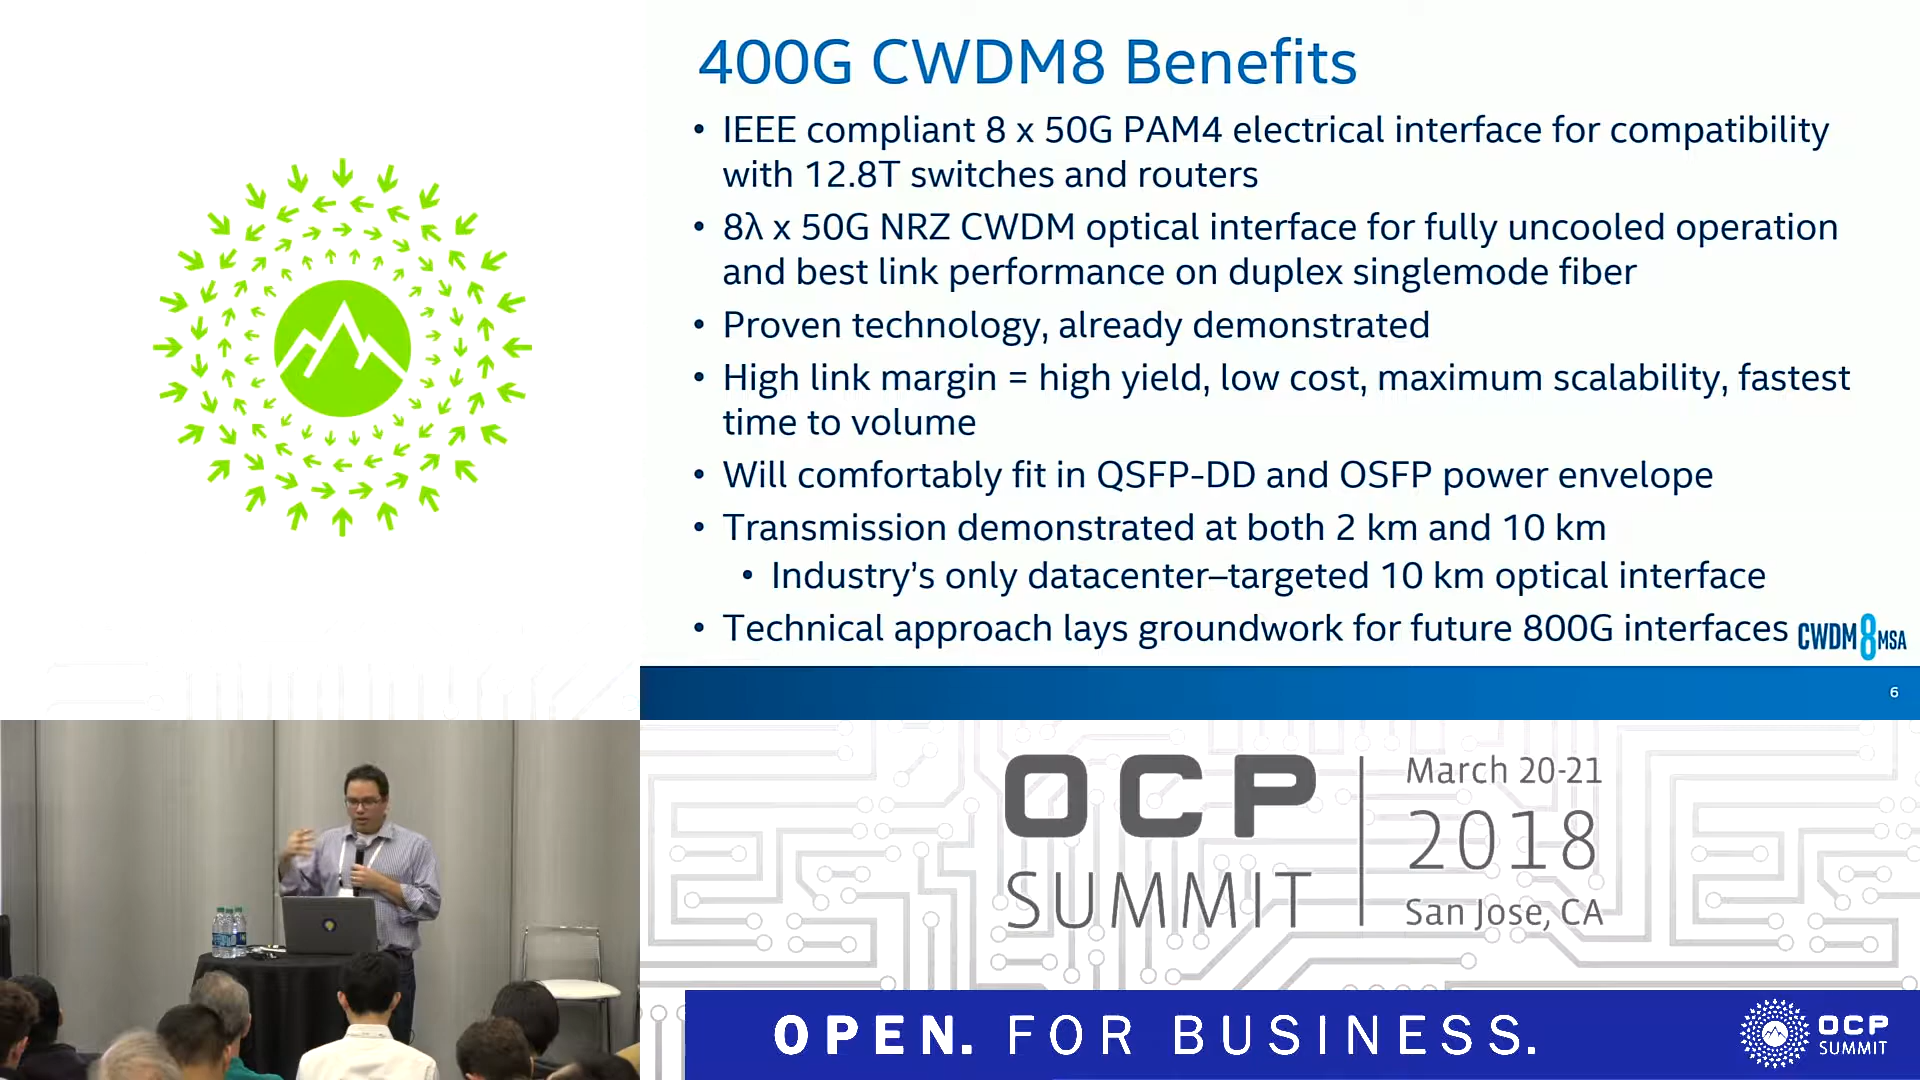 400G CWDM8 Benefits
• IEEE compliant 8 x 50G PAM4 electrical interface for compatibility
with 12.8T switches and routers
• 8λ x 50G NRZ CWDM optical interface for fully uncooled operation
and best link performance on duplex singlemode fiber
• Proven technology, already demonstrated
• High link margin = high yield, low cost, maximum scalability, fastest
time to volume
• Will comfortably fit in QSFP-DD and OSFP power envelope
• Transmission demonstrated at both 2 km and 10 km
• Industry’s only datacenter–targeted 10 km optical interface
• Technical approach lays groundwork for future 800G interfaces
CWDM8 MSA
6
OCP
SUMMIT
March 20-21
2018
San Jose, CA
OPEN. FOR BUSINESS.
OCP
SUMMIT